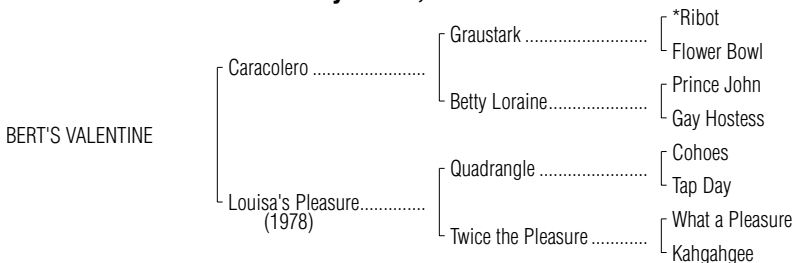 *Ribot
Graustark ..........................
Flower Bowl
Caracolero ........................
Prince John
Betty Loraine.....................
Gay Hostess
BERT'S VALENTINE
Cohoes
Quadrangle .......................
Tap Day
Louisa's Pleasure..............
(1978)
What a Pleasure
Twice the Pleasure ............
Kahgahgee